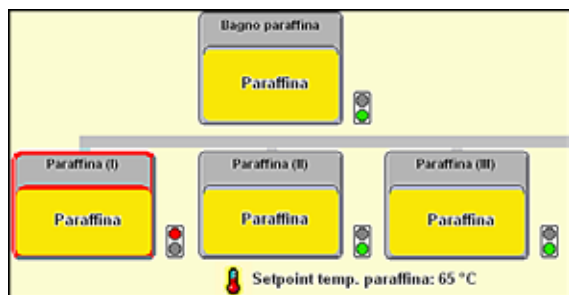 Bagno paraffina
Paraffina
Paraffina (I)
Paraffina (II)
Paraffina (III)
Paraffina
Paraffina
Paraffina
Setpoint temp. paraffina: 65 °C